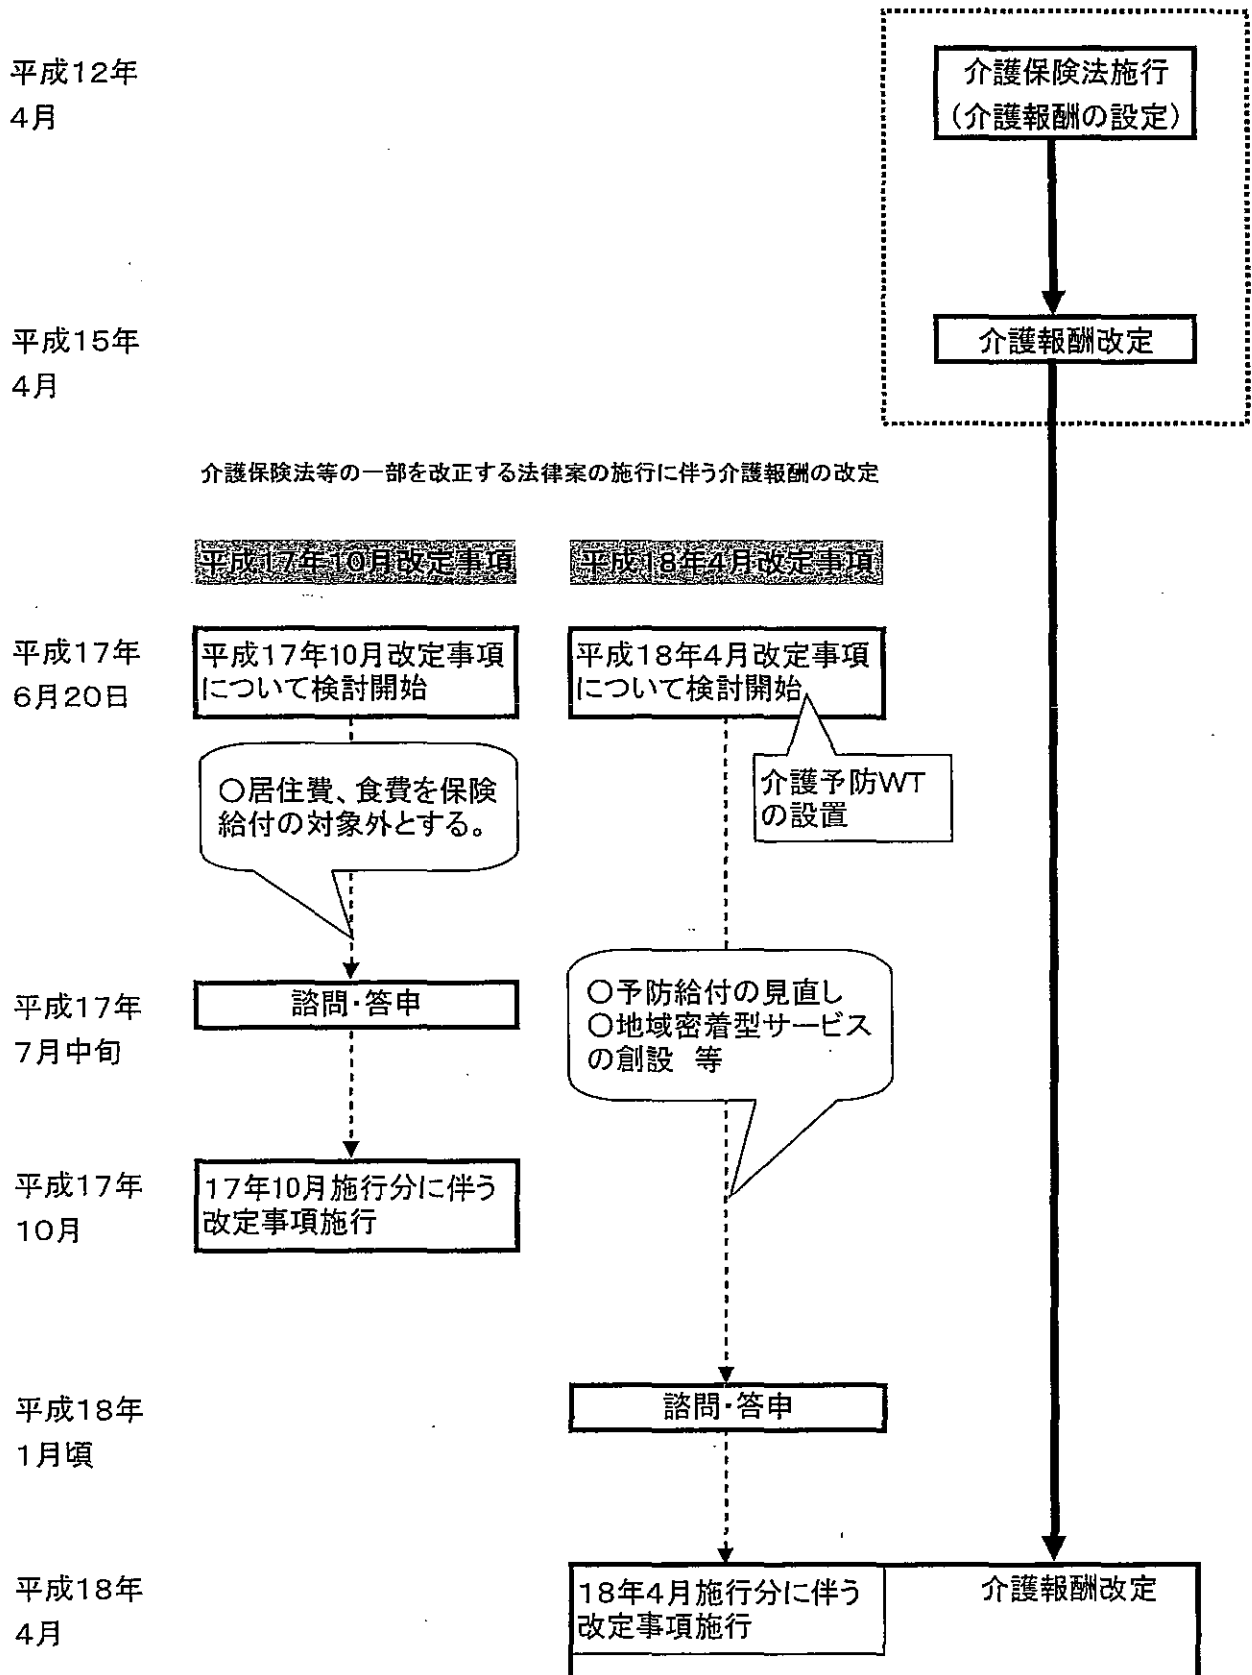 平成12年
4月
介護保険法施行
(介護報酬の設定)
平成15年
4月
介護報酬改定
介護保険法等の一部を改正する法律案の施行に伴う介護報酬の改定
平成17年10月改定事項
平成18年4月改定事項
平成17年
6月20日
平成17年10月改定事項
について検討開始
平成18年4月改定事項
について検討開始
介護予防WT
の設置
○居住費、食費を保険
給付の対象外とする。
平成17年
7月中旬
諮問・答申
○予防給付の見直し
○地域密着型サービス
の創設 等
平成17年
10月
17年10月施行分に伴う
改定事項施行
平成18年
1月頃
諮問・答申
平成18年
4月
18年4月施行分に伴う
改定事項施行
介護報酬改定